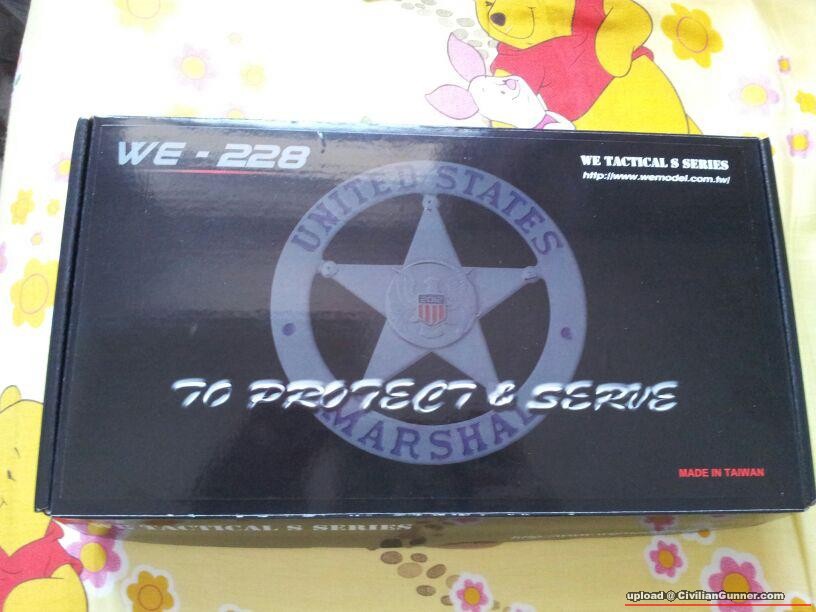 WE - 228
WE TACTICAL S SERIES
http://www.wemodel.com.tw/
UNITED STATES
2012
TO PROTECT & SERVE
MARSHAL
MADE IN TAIWAN
WE TACTICAL S SERIES
upload @ CivilianGunner.com